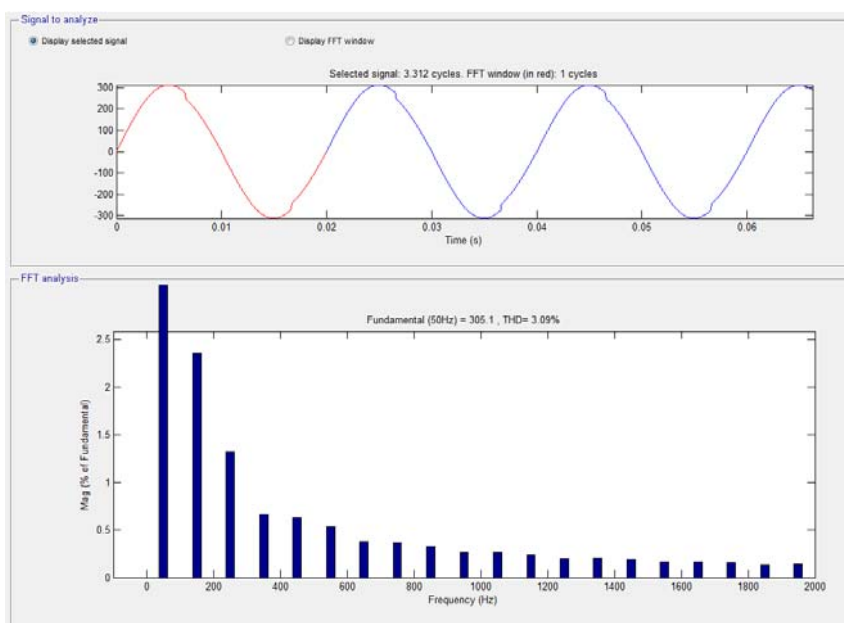 Signal to analyze
Display selected signal Display FFT window
Selected signal: 3.312 cycles. FFT window (in red): 1 cycles
300
200
100
0
-100
-200
-300
0 0.01 0.02 0.03 0.04 0.05 0.06
Time (s)
FFT analysis
Fundamental (50Hz) = 305.1 , THD= 3.09%
Mag (% of Fundamental)
2.5
2
1.5
1
0.5
0
0 200 400 600 800 1000 1200 1400 1600 1800 2000
Frequency (Hz)